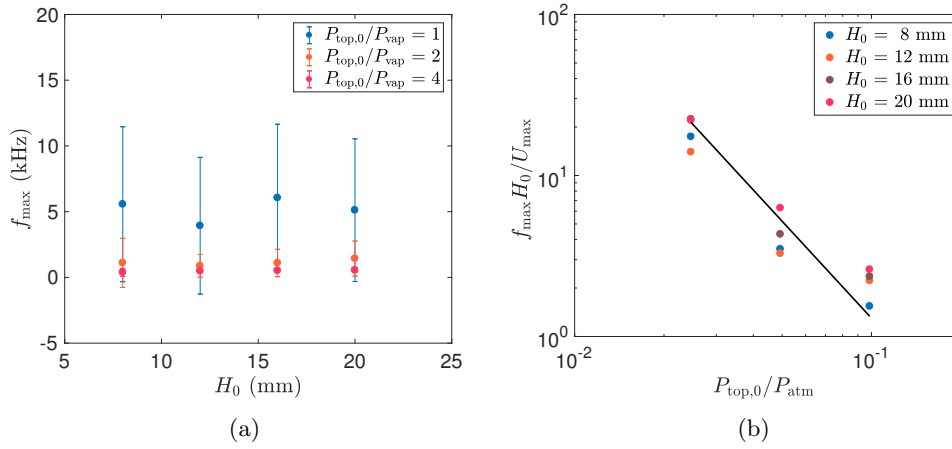 20
15
10
5
0
-5
f_max (kHz)
P_top,0/P_vap = 1
P_top,0/P_vap = 2
P_top,0/P_vap = 4
5 10 15 20 25
H_0 (mm)
(a)
10^2
10^1
10^0
f_max H_0/U_max
H_0 = 8 mm
H_0 = 12 mm
H_0 = 16 mm
H_0 = 20 mm
10^-2 10^-1
P_top,0/P_atm
(b)